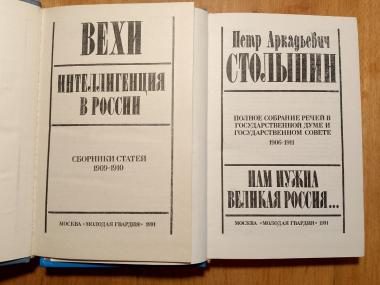 ВЕХИ
ИНТЕЛЛИГЕНЦИЯ
В РОССИИ
СБОРНИКИ СТАТЕЙ
1909-1910
МОСКВА «МОЛОДАЯ ГВАРДИЯ» 1991
Петр Аркадьевич
СТОЛЫПИН
ПОЛНОЕ СОБРАНИЕ РЕЧЕЙ В
ГОСУДАРСТВЕННОЙ ДУМЕ И
ГОСУДАРСТВЕННОМ СОВЕТЕ
1906-1911
НАМ НУЖНА
ВЕЛИКАЯ РОССИЯ...
МОСКВА «МОЛОДАЯ ГВАРДИЯ» 1991